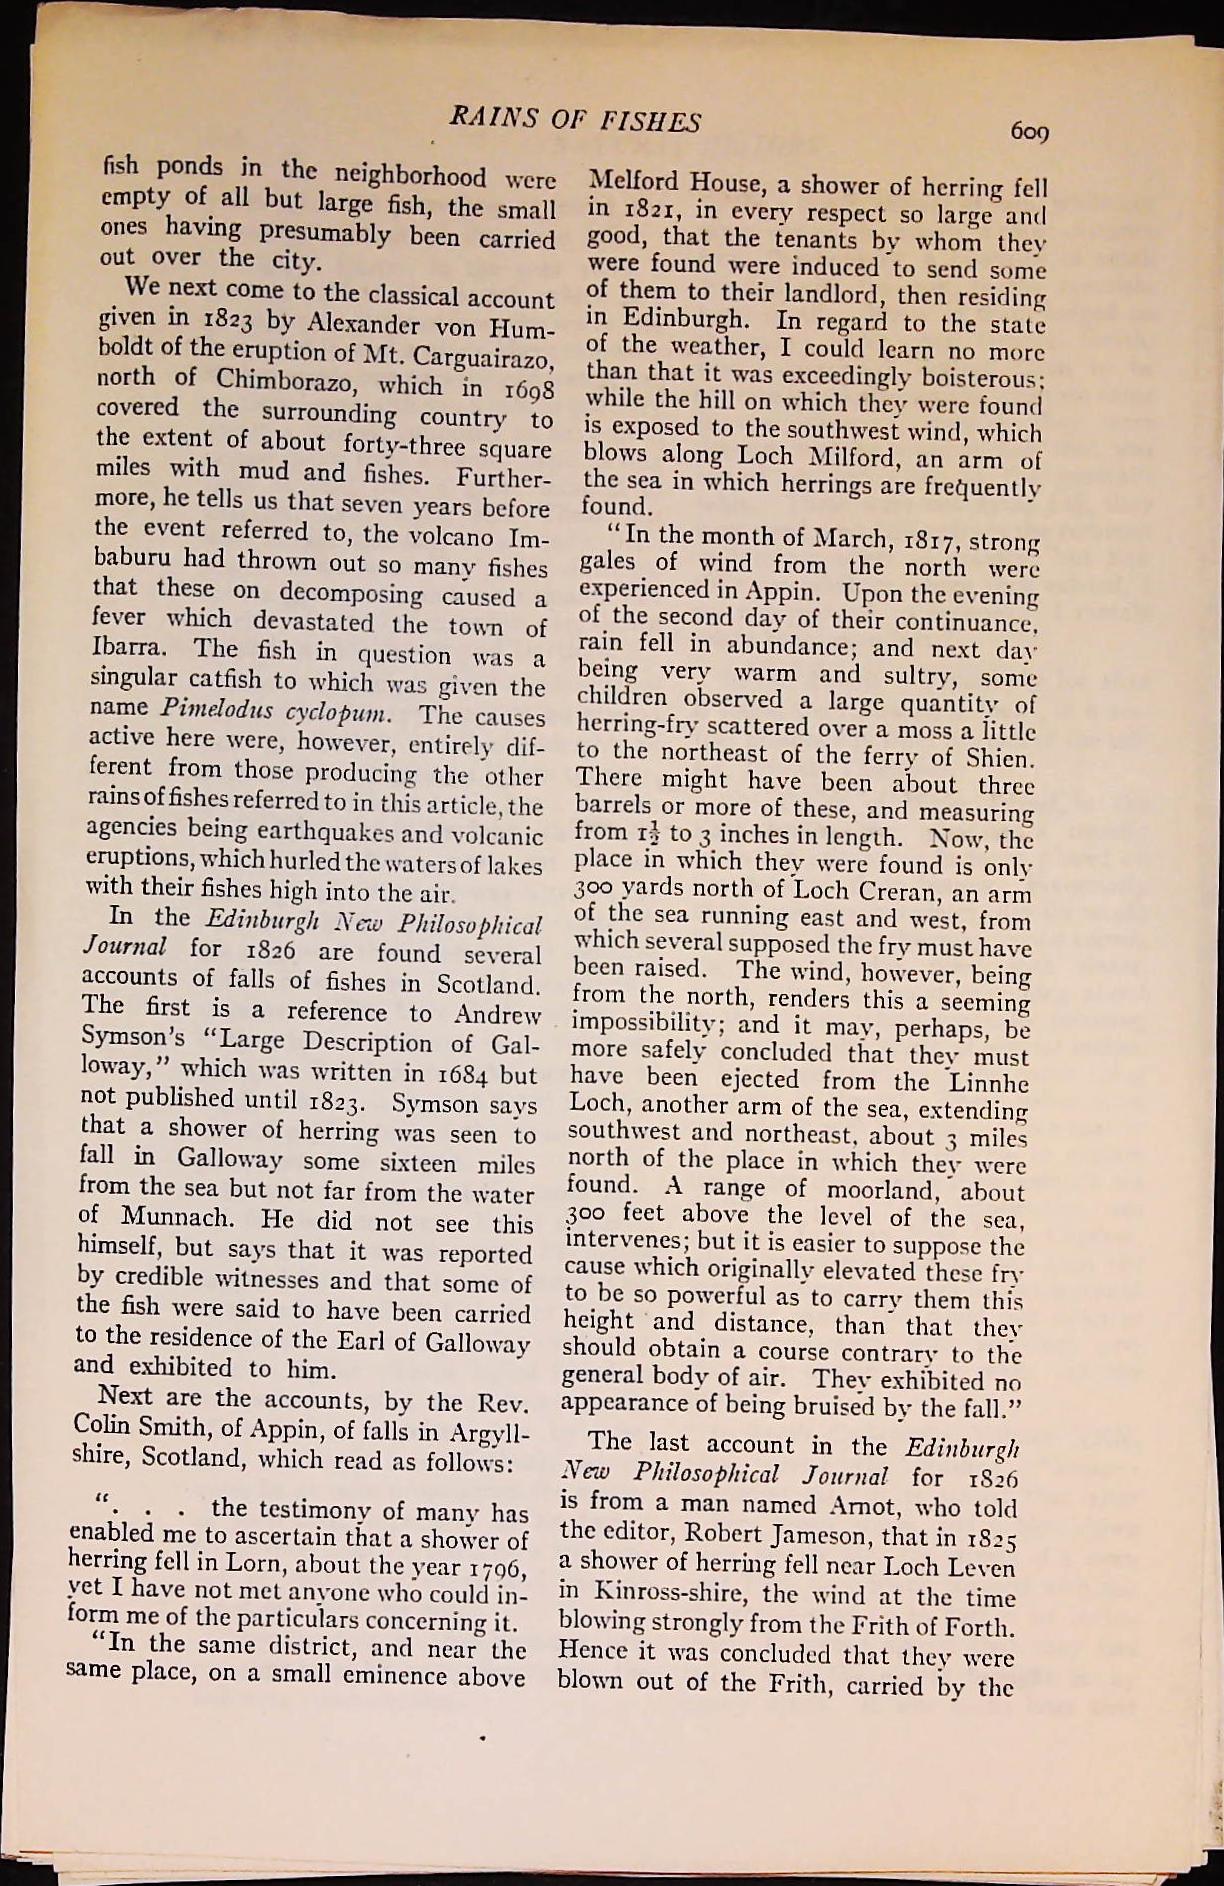 RAINS OF FISHES
609
fish ponds in the neighborhood were
empty of all but large fish, the small
ones having presumably been carried
out over the city.
We next come to the classical account
given in 1823 by Alexander von Hum-
boldt of the eruption of Mt. Carguairazo,
north of Chimborazo, which in 1698
covered the surrounding country to
the extent of about forty-three square
miles with mud and fishes. Further-
more, he tells us that seven years before
the event referred to, the volcano Im-
baburu had thrown out so many fishes
that these on decomposing caused a
fever which devastated the town of
Ibarra. The fish in question was a
singular catfish to which was given the
name Pimelodus cyclopum. The causes
active here were, however, entirely dif-
ferent from those producing the other
rains of fishes referred to in this article, the
agencies being earthquakes and volcanic
eruptions, which hurled the waters of lakes
with their fishes high into the air.
In the Edinburgh New Philosophical
Journal for 1826 are found several
accounts of falls of fishes in Scotland.
The first is a reference to Andrew
Symson's "Large Description of Gal-
loway," which was written in 1684 but
not published until 1823. Symson says
that a shower of herring was seen to
fall in Galloway some sixteen miles
from the sea but not far from the water
of Munnach. He did not see this
himself, but says that it was reported
by credible witnesses and that some of
the fish were said to have been carried
to the residence of the Earl of Galloway
and exhibited to him.
Next are the accounts, by the Rev.
Colin Smith, of Appin, of falls in Argyll-
shire, Scotland, which read as follows:
". . . the testimony of many has
enabled me to ascertain that a shower of
herring fell in Lorn, about the year 1796,
yet I have not met anyone who could in-
form me of the particulars concerning it.
"In the same district, and near the
same place, on a small eminence above
Melford House, a shower of herring fell
in 1821, in every respect so large and
good, that the tenants by whom they
were found were induced to send some
of them to their landlord, then residing
in Edinburgh. In regard to the state
of the weather, I could learn no more
than that it was exceedingly boisterous;
while the hill on which they were found
is exposed to the southwest wind, which
blows along Loch Milford, an arm of
the sea in which herrings are frequently
found.
"In the month of March, 1817, strong
gales of wind from the north were
experienced in Appin. Upon the evening
of the second day of their continuance,
rain fell in abundance; and next day
being very warm and sultry, some
children observed a large quantity of
herring-fry scattered over a moss a little
to the northeast of the ferry of Shien.
There might have been about three
barrels or more of these, and measuring
from 1½ to 3 inches in length. Now, the
place in which they were found is only
300 yards north of Loch Creran, an arm
of the sea running east and west, from
which several supposed the fry must have
been raised. The wind, however, being
from the north, renders this a seeming
impossibility; and it may, perhaps, be
more safely concluded that they must
have been ejected from the Linnhe
Loch, another arm of the sea, extending
southwest and northeast, about 3 miles
north of the place in which they were
found. A range of moorland, about
300 feet above the level of the sea,
intervenes; but it is easier to suppose the
cause which originally elevated these fry
to be so powerful as to carry them this
height and distance, than that they
should obtain a course contrary to the
general body of air. They exhibited no
appearance of being bruised by the fall."
The last account in the Edinburgh
New Philosophical Journal for 1826
is from a man named Arnot, who told
the editor, Robert Jameson, that in 1825
a shower of herring fell near Loch Leven
in Kinross-shire, the wind at the time
blowing strongly from the Frith of Forth.
Hence it was concluded that they were
blown out of the Frith, carried by the